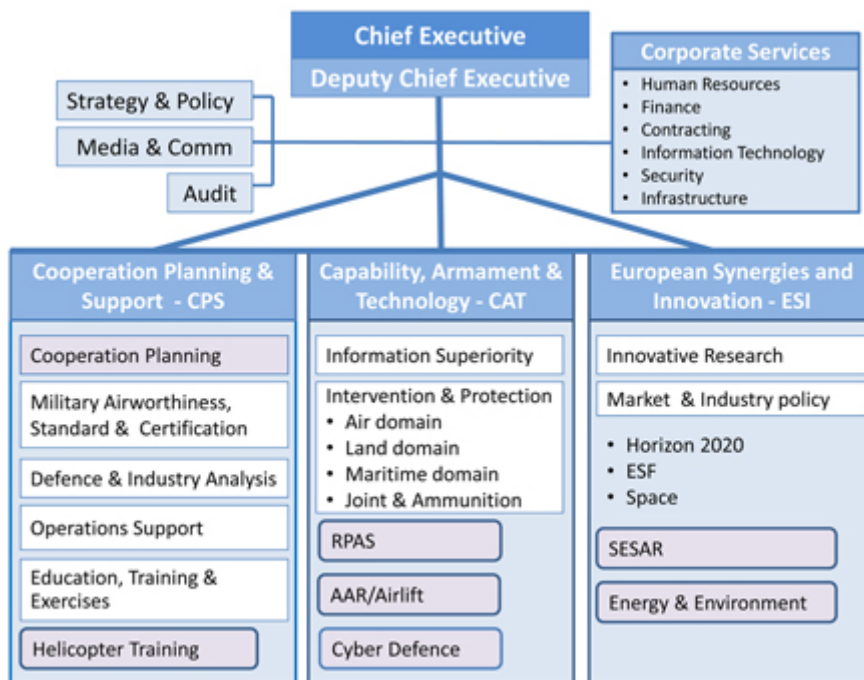 Chief Executive
Deputy Chief Executive
Strategy & Policy
Media & Comm
Audit
Corporate Services
• Human Resources
• Finance
• Contracting
• Information Technology
• Security
• Infrastructure
Cooperation Planning &
Support - CPS
Cooperation Planning
Military Airworthiness,
Standard & Certification
Defence & Industry Analysis
Operations Support
Education, Training &
Exercises
Helicopter Training
Capability, Armament &
Technology - CAT
Information Superiority
Intervention & Protection
• Air domain
• Land domain
• Maritime domain
• Joint & Ammunition
RPAS
AAR/Airlift
Cyber Defence
European Synergies and
Innovation - ESI
Innovative Research
Market & Industry policy
• Horizon 2020
• ESF
• Space
SESAR
Energy & Environment